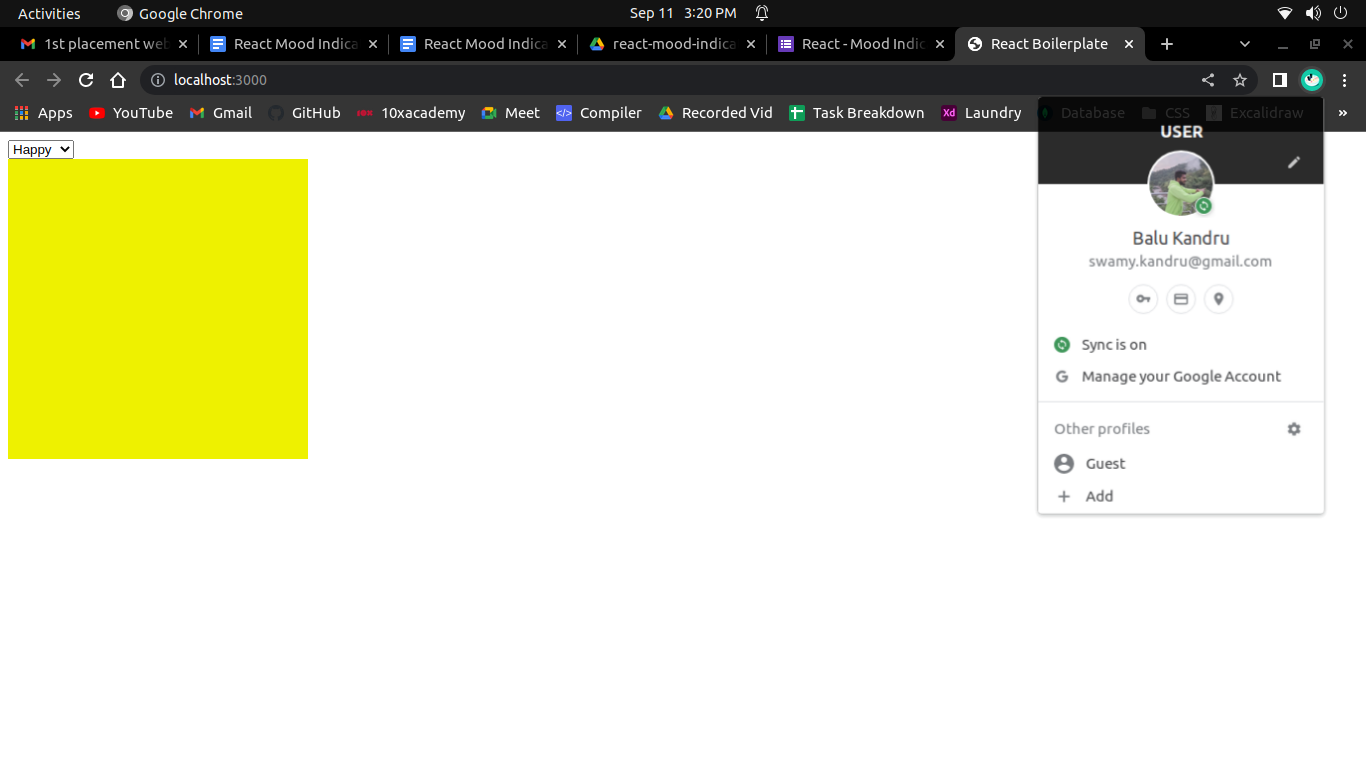 Activities Google Chrome Sep 11 3:20 PM
1st placement web React Mood Indica React Mood Indica react-mood-indica React - Mood Indic React Boilerplate
localhost:3000
Apps YouTube Gmail GitHub 10xacademy Meet Compiler Recorded Vid Task Breakdown Xd Laundry Database CSS Excalidraw »
Happy
USER
Balu Kandru
swamy.kandru@gmail.com
Sync is on
G Manage your Google Account
Other profiles
Guest
Add